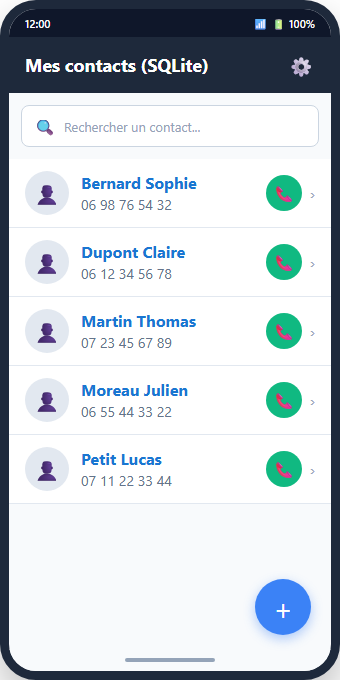 12:00 100%
Mes contacts (SQLite)
Rechercher un contact...
Bernard Sophie
06 98 76 54 32
Dupont Claire
06 12 34 56 78
Martin Thomas
07 23 45 67 89
Moreau Julien
06 55 44 33 22
Petit Lucas
07 11 22 33 44
+